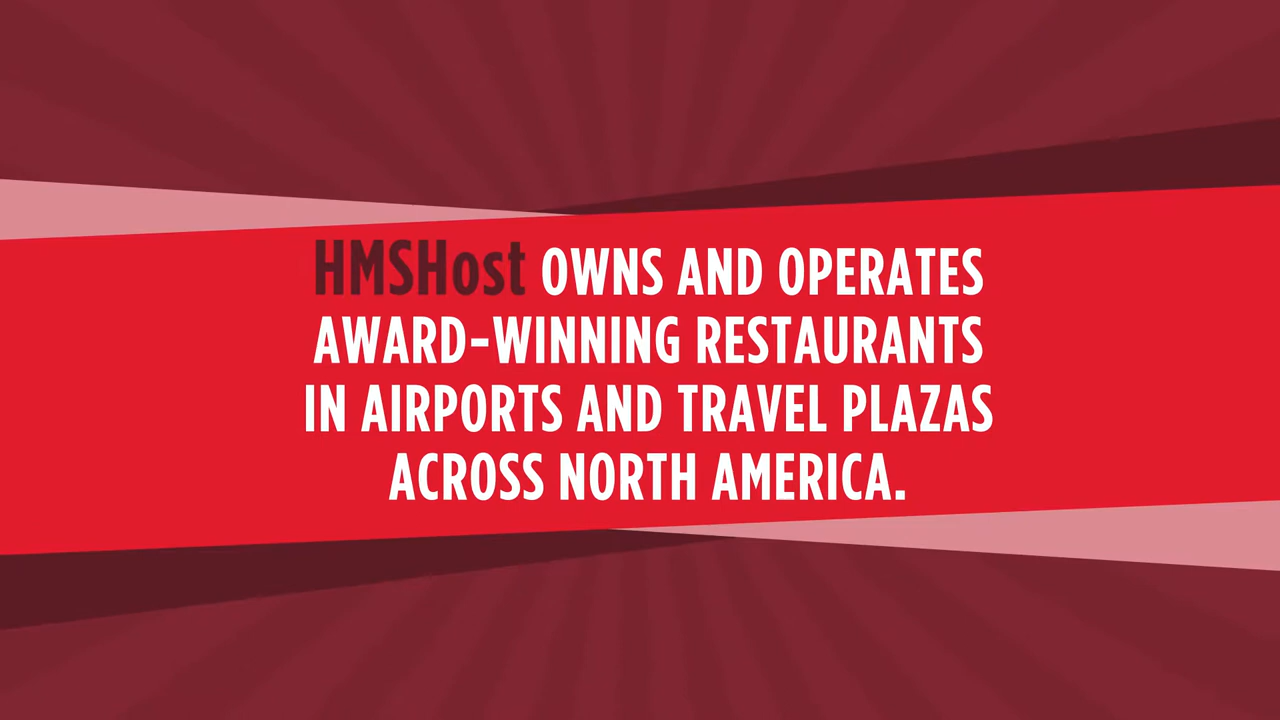 HMSHost OWNS AND OPERATES
AWARD-WINNING RESTAURANTS
IN AIRPORTS AND TRAVEL PLAZAS
ACROSS NORTH AMERICA.